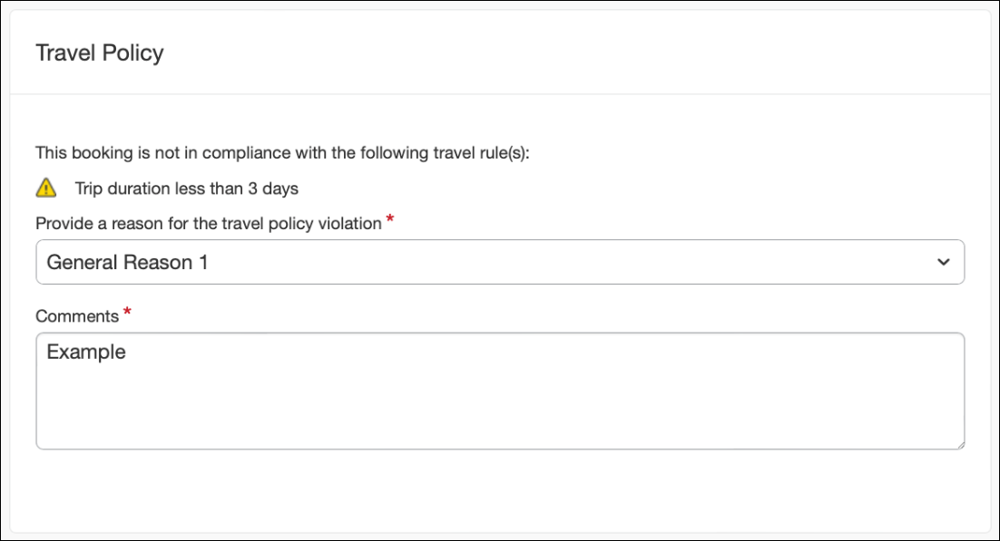 Travel Policy
This booking is not in compliance with the following travel rule(s):
Trip duration less than 3 days
Provide a reason for the travel policy violation *
General Reason 1
Comments *
Example